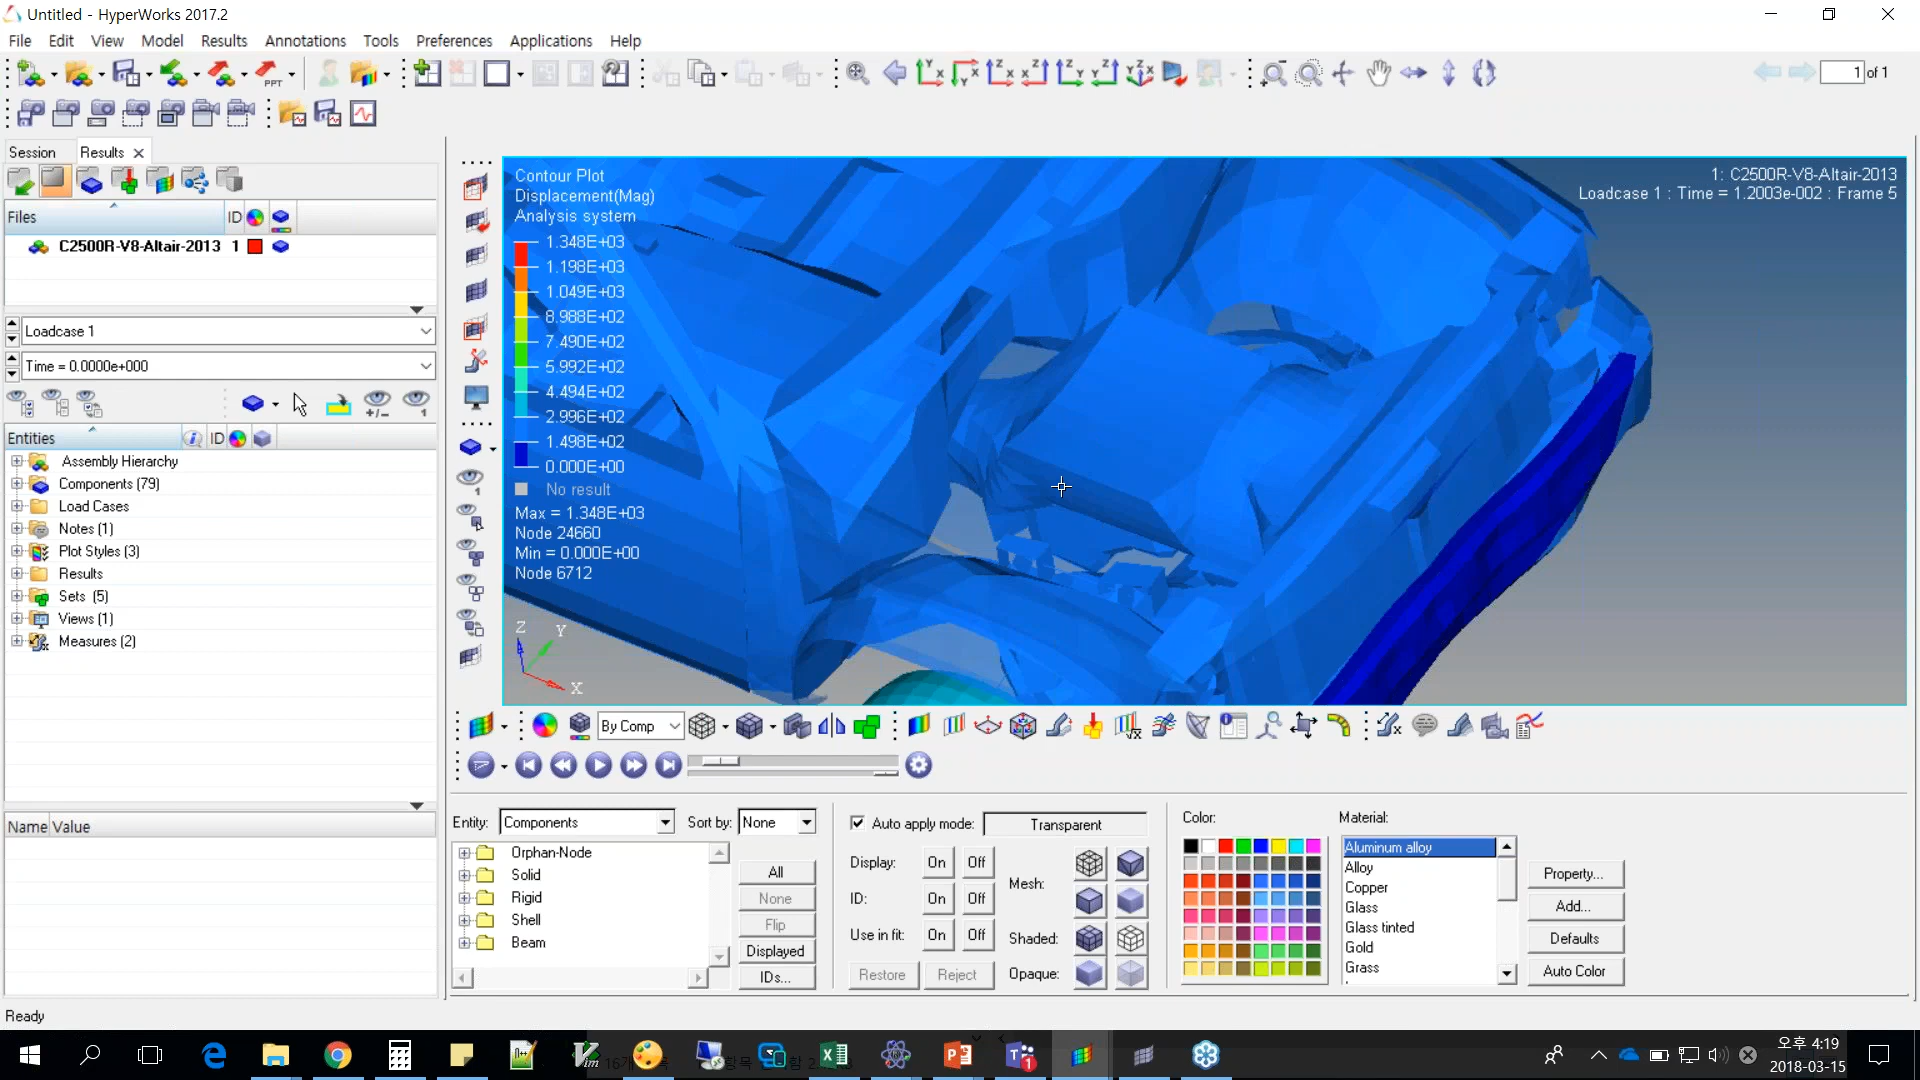 Untitled - HyperWorks 2017.2
File Edit View Model Results Annotations Tools Preferences Applications Help
PPT
1 of 1
Session Results
Files ID
C2500R-V8-Altair-2013 1
Loadcase 1
Time = 0.0000e+000
Entities ID
Assembly Hierarchy
Components (79)
Load Cases
Notes (1)
Plot Styles (3)
Results
Sets (5)
Views (1)
Measures (2)
Name Value
Contour Plot
Displacement(Mag)
Analysis system
1.348E+03
1.198E+03
1.049E+03
8.988E+02
7.490E+02
5.992E+02
4.494E+02
2.996E+02
1.498E+02
0.000E+00
No result
Max = 1.348E+03
Node 24660
Min = 0.000E+00
Node 6712
Z Y
X
1: C2500R-V8-Altair-2013
Loadcase 1 : Time = 1.2003e-002 : Frame 5
By Comp
Entity: Components Sort by: None
Orphan-Node
Solid
Rigid
Shell
Beam
All
None
Flip
Displayed
IDs...
Auto apply mode: Transparent
Display: On Off
ID: On Off
Use in fit: On Off
Restore Reject
Mesh:
Shaded:
Opaque:
Color:
Material:
Aluminum alloy
Alloy
Copper
Glass
Glass tinted
Gold
Grass
Property...
Add...
Defaults
Auto Color
Ready
오후 4:19
2018-03-15